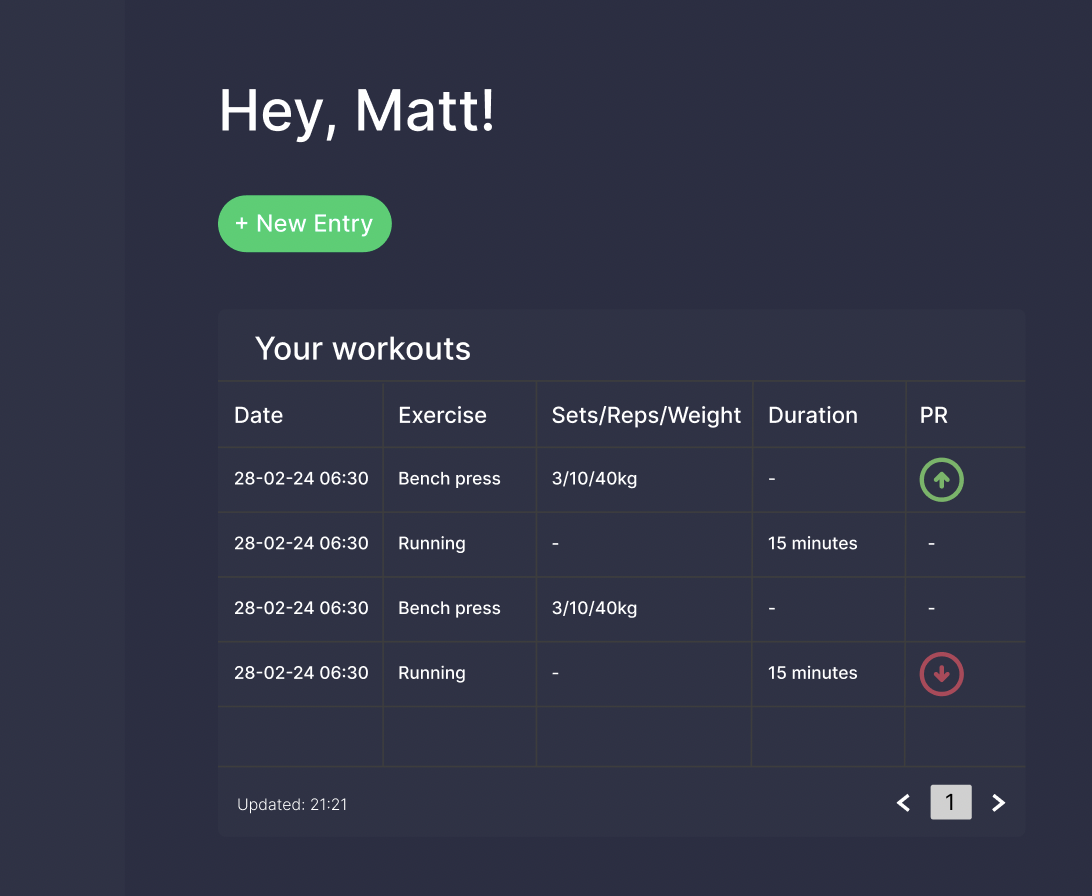 Hey, Matt!
+ New Entry
Your workouts
Date Exercise Sets/Reps/Weight Duration PR
28-02-24 06:30 Bench press 3/10/40kg -
28-02-24 06:30 Running - 15 minutes -
28-02-24 06:30 Bench press 3/10/40kg - -
28-02-24 06:30 Running - 15 minutes
Updated: 21:21 < 1 >